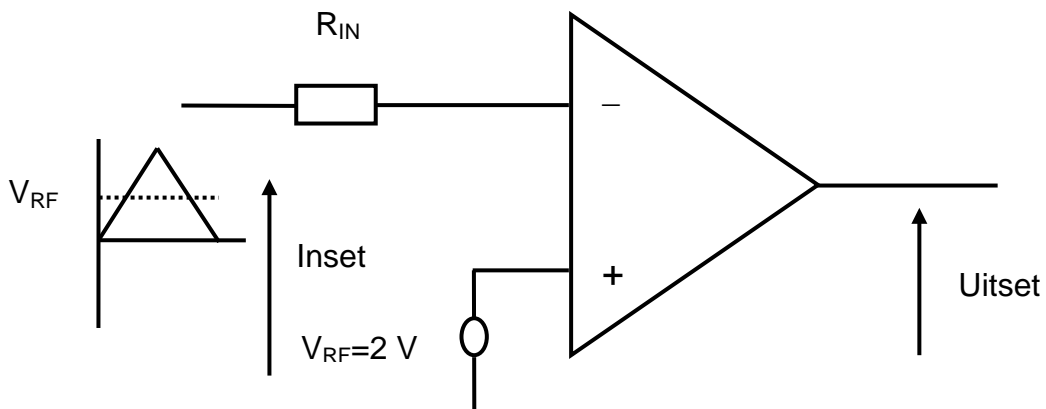 R_IN
−
V_RF
Inset
+
Uitset
V_RF=2 V